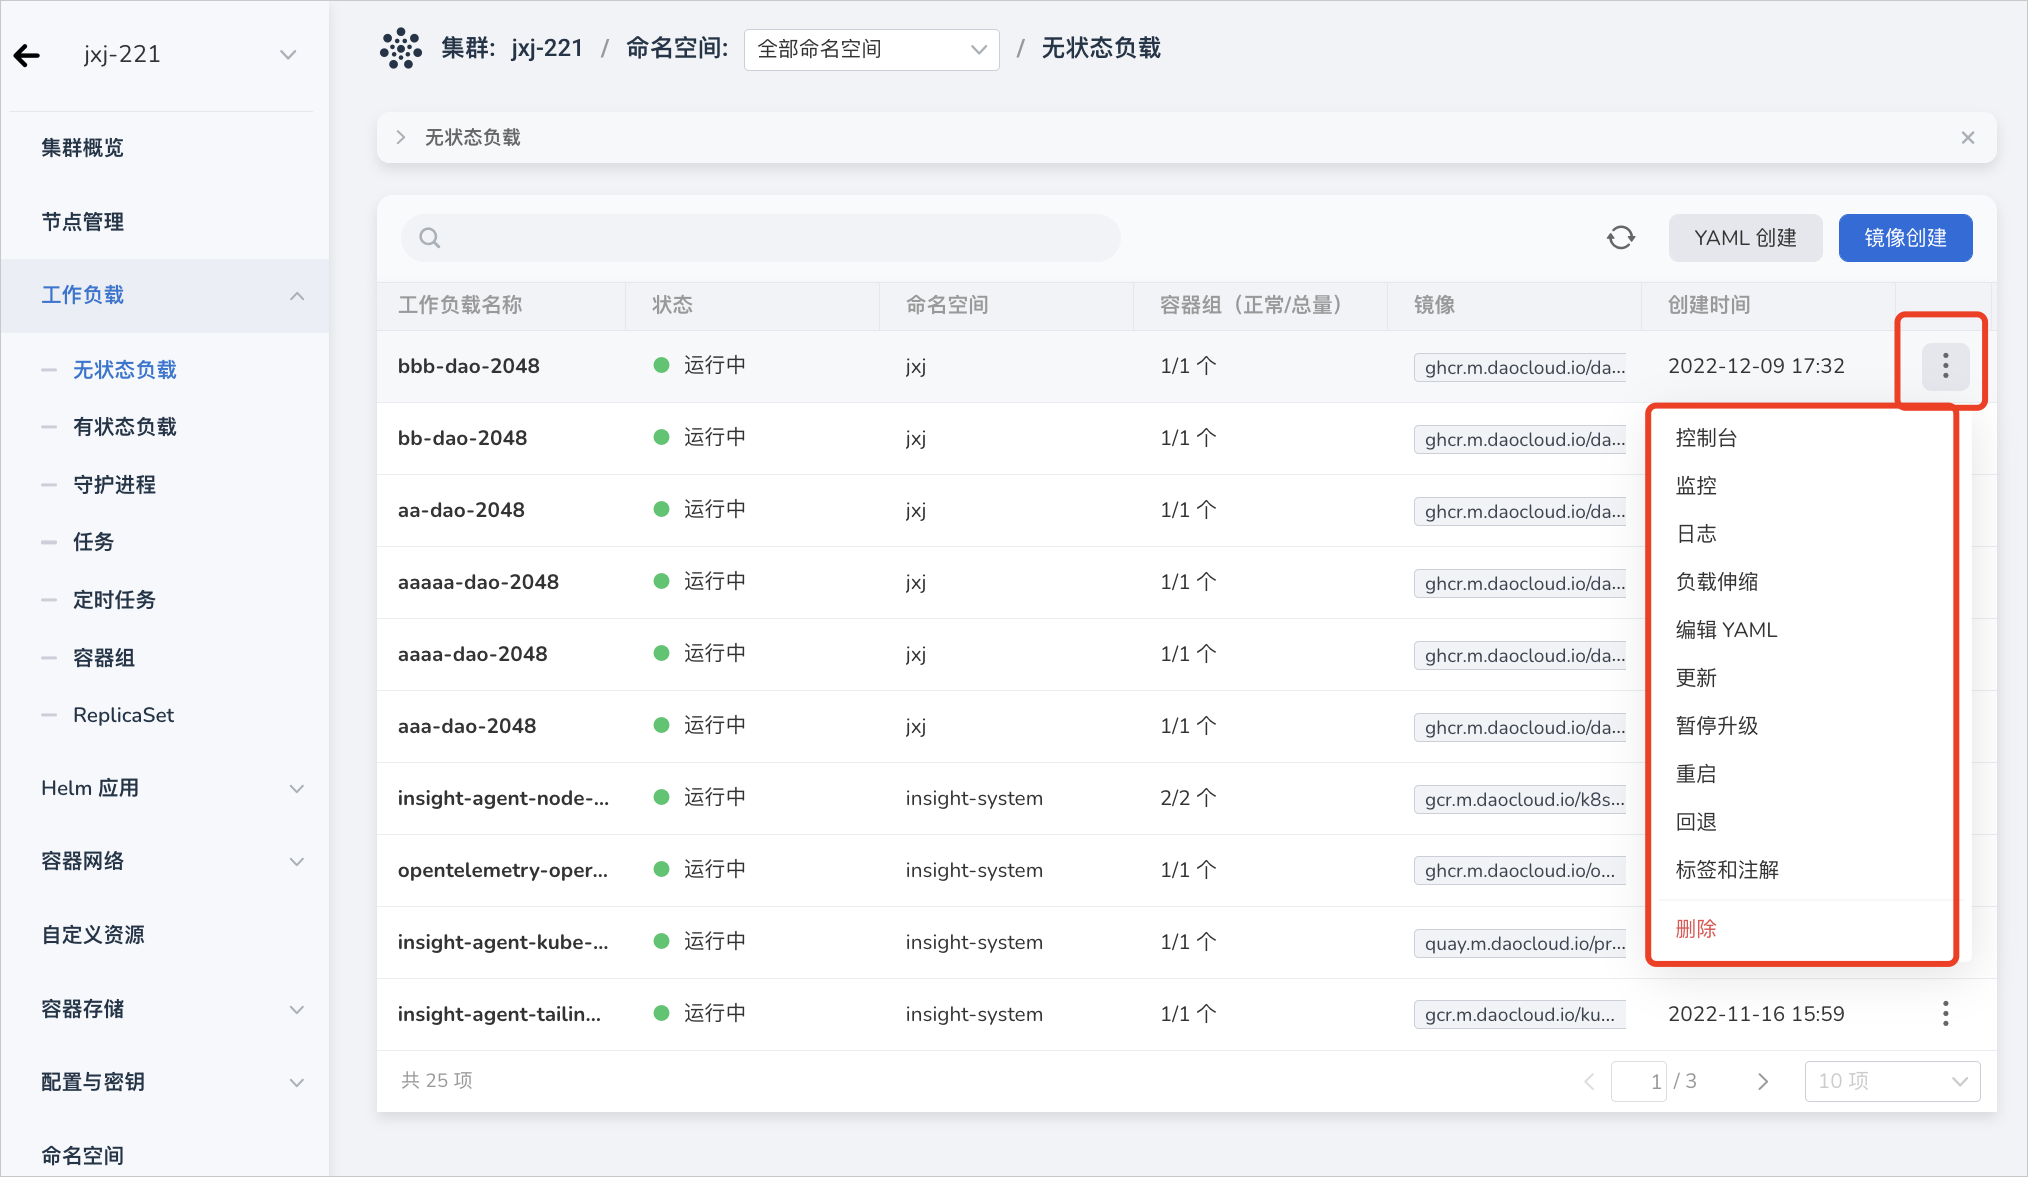 jxj-221
集群概览
节点管理
工作负载
无状态负载
有状态负载
守护进程
任务
定时任务
容器组
ReplicaSet
Helm 应用
容器网络
自定义资源
容器存储
配置与密钥
命名空间
集群: jxj-221 / 命名空间: 全部命名空间 / 无状态负载
无状态负载
YAML 创建 镜像创建
工作负载名称 状态 命名空间 容器组（正常/总量） 镜像 创建时间
bbb-dao-2048 运行中 jxj 1/1 个 ghcr.m.daocloud.io/da... 2022-12-09 17:32
bb-dao-2048 运行中 jxj 1/1 个 ghcr.m.daocloud.io/da...
aa-dao-2048 运行中 jxj 1/1 个 ghcr.m.daocloud.io/da...
aaaaa-dao-2048 运行中 jxj 1/1 个 ghcr.m.daocloud.io/da...
aaaa-dao-2048 运行中 jxj 1/1 个 ghcr.m.daocloud.io/da...
aaa-dao-2048 运行中 jxj 1/1 个 ghcr.m.daocloud.io/da...
insight-agent-node-... 运行中 insight-system 2/2 个 gcr.m.daocloud.io/k8s...
opentelemetry-oper... 运行中 insight-system 1/1 个 ghcr.m.daocloud.io/o...
insight-agent-kube-... 运行中 insight-system 1/1 个 quay.m.daocloud.io/pr...
insight-agent-tailin... 运行中 insight-system 1/1 个 gcr.m.daocloud.io/ku... 2022-11-16 15:59
控制台
监控
日志
负载伸缩
编辑 YAML
更新
暂停升级
重启
回退
标签和注解
删除
共 25 项 1 / 3 10 项